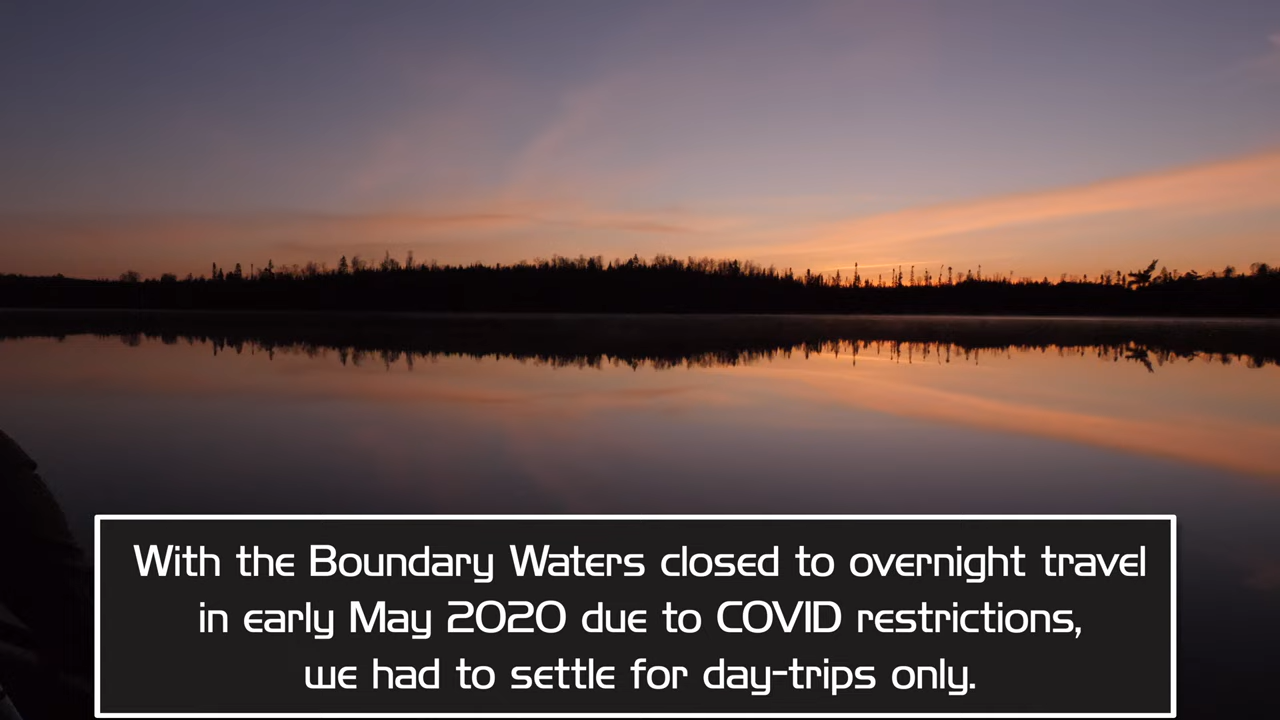 With the Boundary Waters closed to overnight travel
in early May 2020 due to COVID restrictions,
we had to settle for day-trips only.